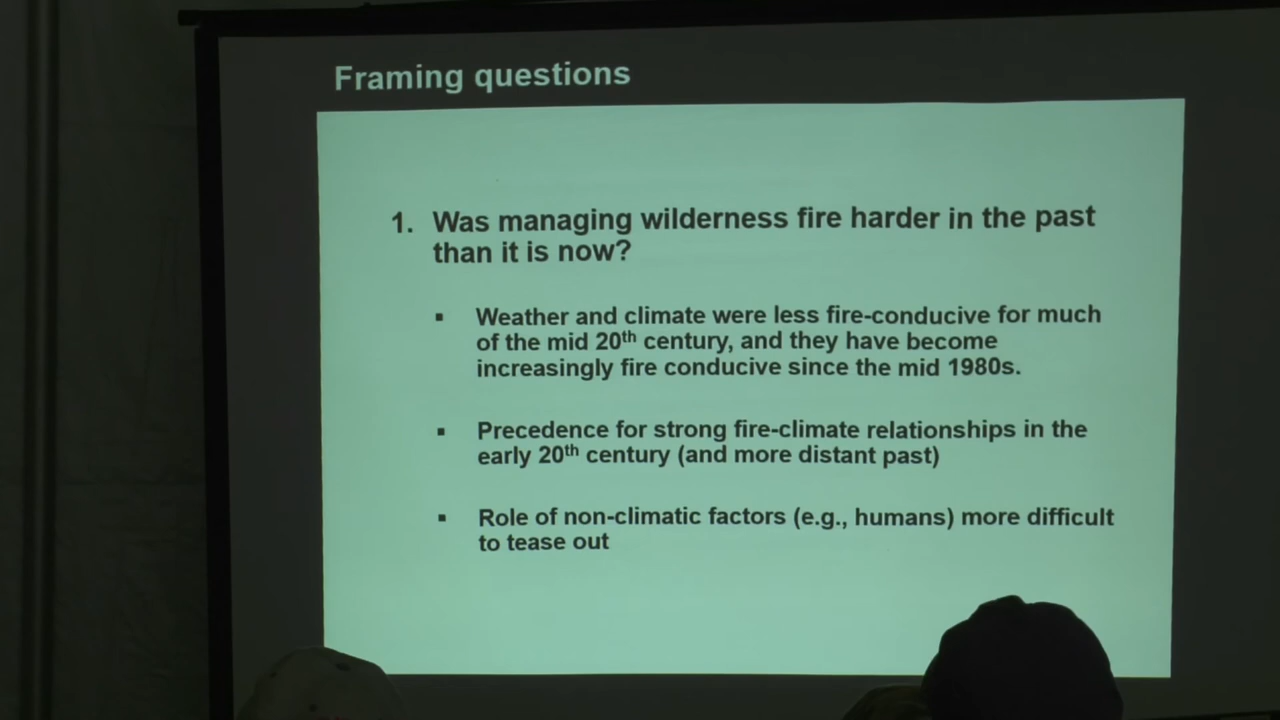 Framing questions
1. Was managing wilderness fire harder in the past
than it is now?
▪ Weather and climate were less fire-conducive for much
of the mid 20th century, and they have become
increasingly fire conducive since the mid 1980s.
▪ Precedence for strong fire-climate relationships in the
early 20th century (and more distant past)
▪ Role of non-climatic factors (e.g., humans) more difficult
to tease out